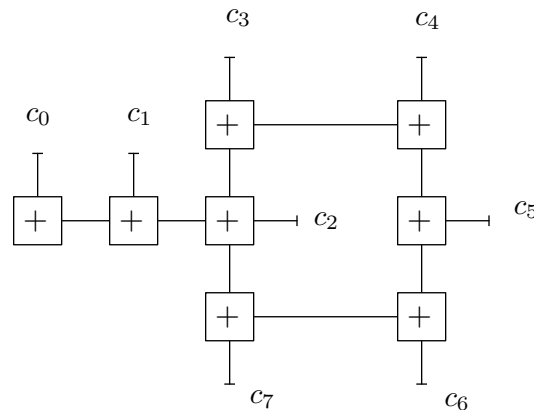 c₃ c₄
c₀ c₁
+ +
+ + + c₂ + c₅
+ +
c₇ c₆